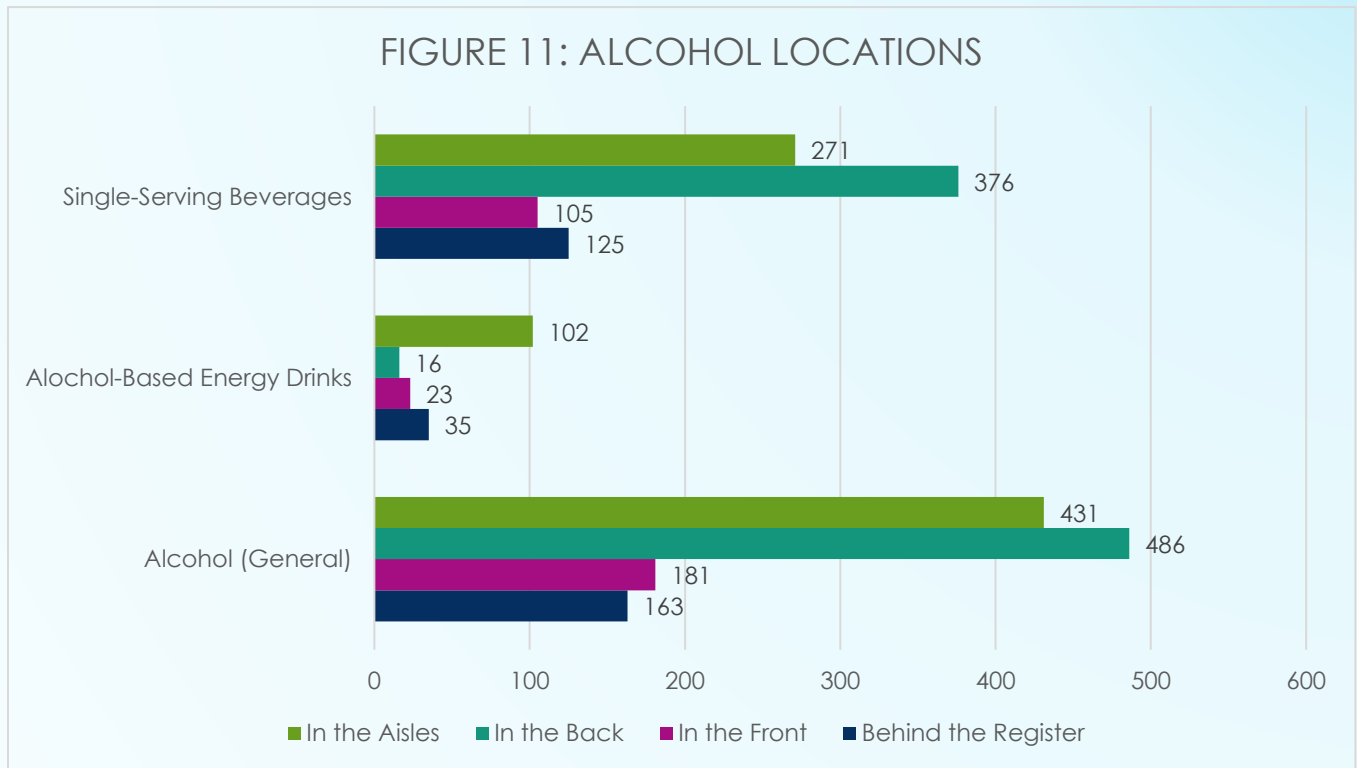 FIGURE 11: ALCOHOL LOCATIONS
271
Single-Serving Beverages
376
105
125
102
Alochol-Based Energy Drinks
16
23
35
431
Alcohol (General)
486
181
163
0 100 200 300 400 500 600
In the Aisles In the Back In the Front Behind the Register